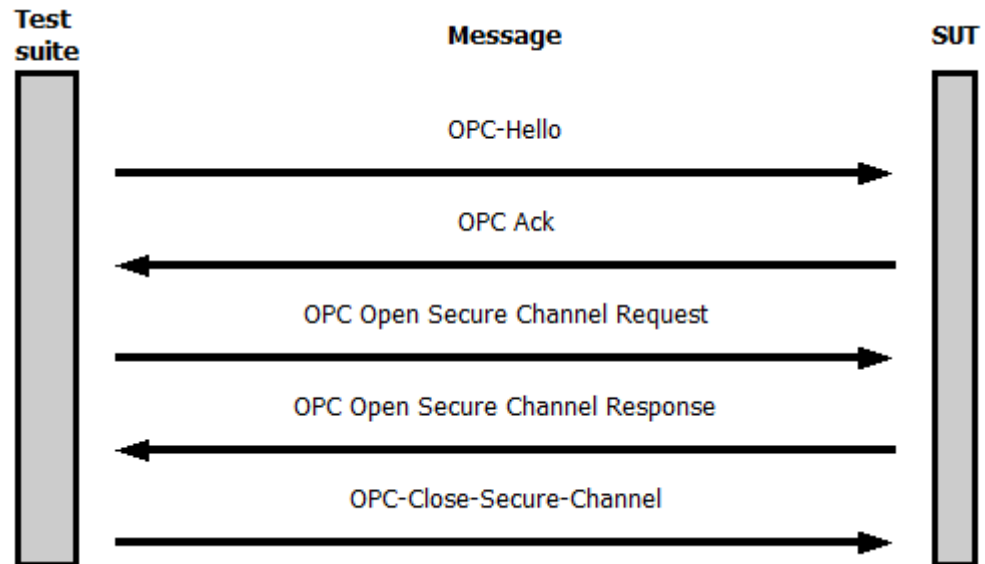 Test
suite
Message
SUT
OPC-Hello
OPC Ack
OPC Open Secure Channel Request
OPC Open Secure Channel Response
OPC-Close-Secure-Channel